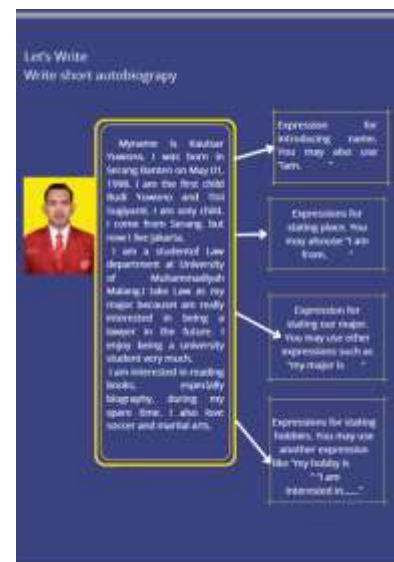 Let's Write
Write short autobiograpy
Myname is Kautsar
Yuwono. I was born in
Serang Banten on May 01,
1998. I am the first child
Budi Yuwono and Tini
Sugiyanti. I am only child.
I come from Serang, but
now I live Jakarta.
I am a studentof Law
department at University
of Muhammadiyah
Malang.I take Law as my
major becauseI am really
interested in being a
lawyer in the future. I
enjoy being a university
student very much.
I am interested in reading
books, especially
biography, during my
spare time. I also love
soccer and martial arts.
Expression for
introducing name.
You may also use
"Iam. "
Expressions for
stating place. You
may alsouse "I am
from. "
Expression for
stating our major.
You may use other
expressions such as
"my major is "
Expressions for stating
hobbies. You may use
another expression
like "my hobby is
" "I am
interested in......"